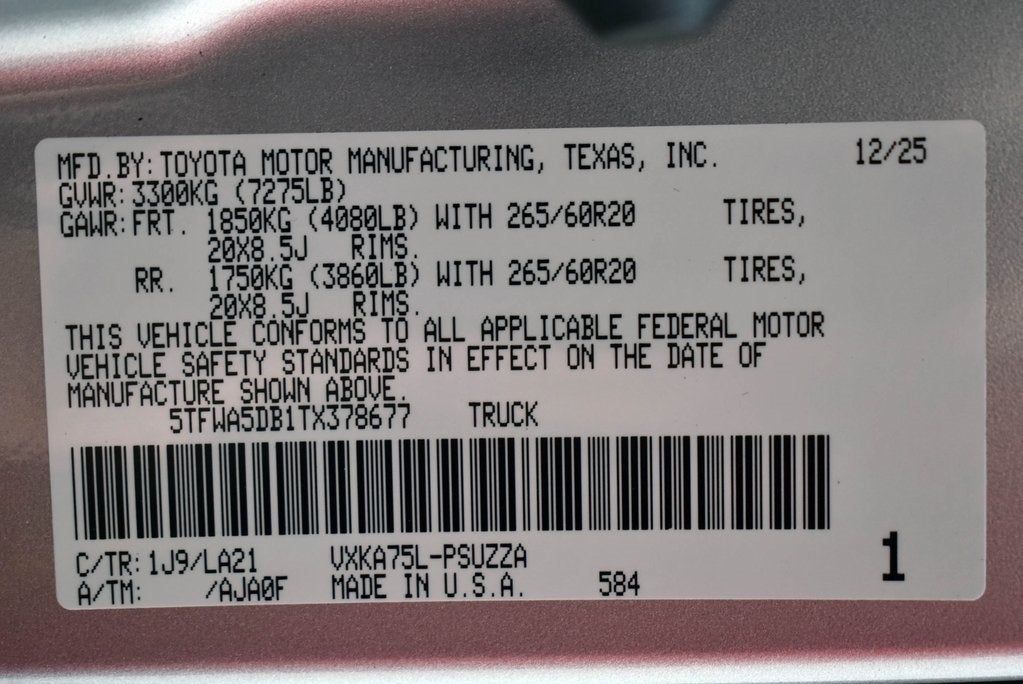 MFD.BY: TOYOTA MOTOR MANUFACTURING, TEXAS, INC. 12/25
GVWR: 3300KG (7275LB)
GAWR: FRT. 1850KG (4080LB) WITH 265/60R20 TIRES,
20X8.5J RIMS.
RR. 1750KG (3860LB) WITH 265/60R20 TIRES,
20X8.5J RIMS.
THIS VEHICLE CONFORMS TO ALL APPLICABLE FEDERAL MOTOR
VEHICLE SAFETY STANDARDS IN EFFECT ON THE DATE OF
MANUFACTURE SHOWN ABOVE.
5TFWA5DB1TX378677 TRUCK
C/TR: 1J9/LA21 VXKA75L-PSUZZA
A/TM: /AJA0F MADE IN U.S.A. 584
1